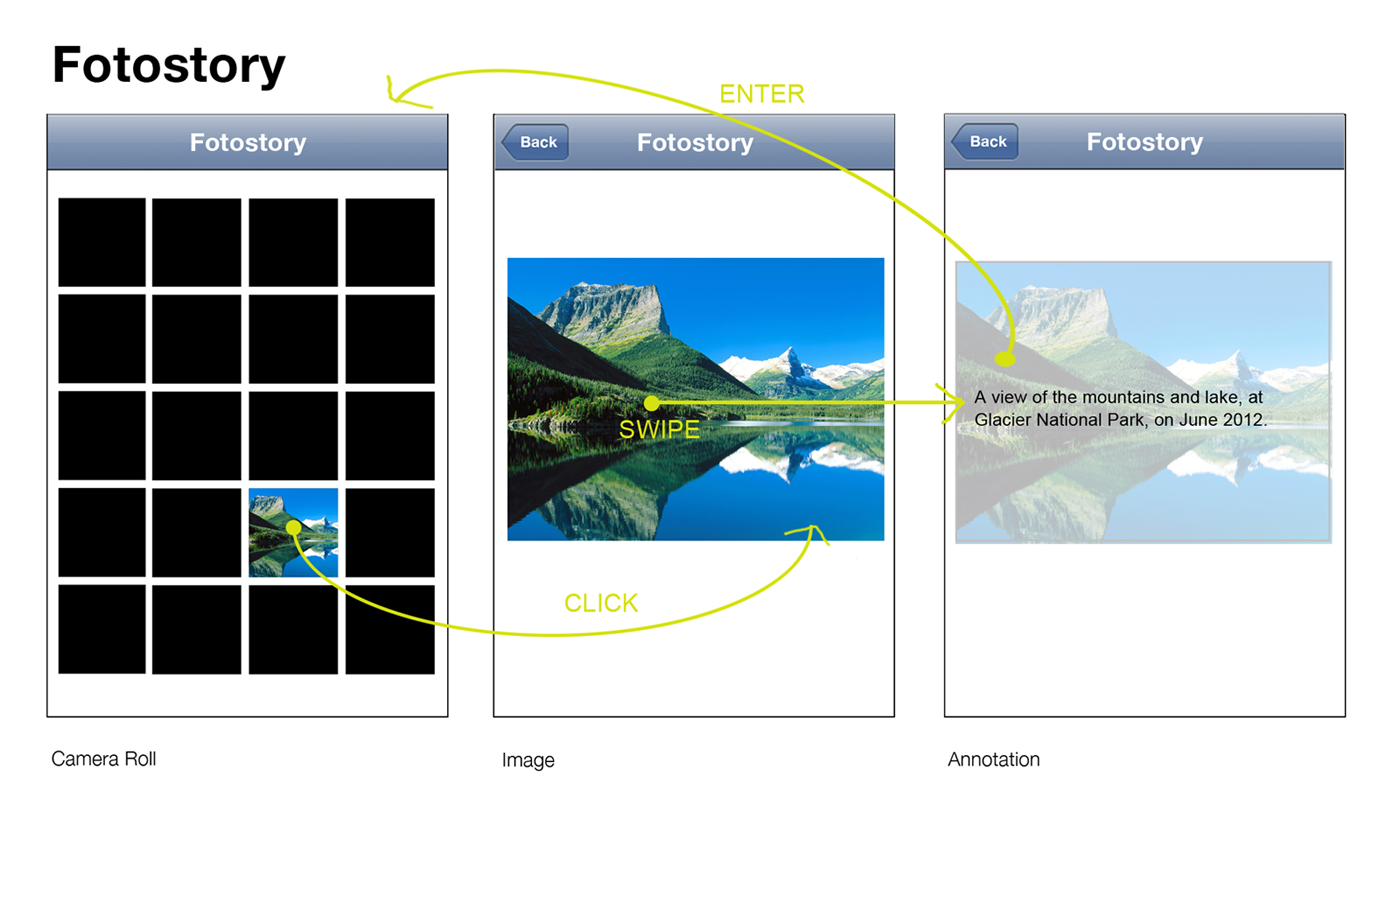 Fotostory
ENTER
Fotostory
Back
Fotostory
Back
Fotostory
A view of the mountains and lake, at
Glacier National Park, on June 2012.
SWIPE
CLICK
Camera Roll
Image
Annotation